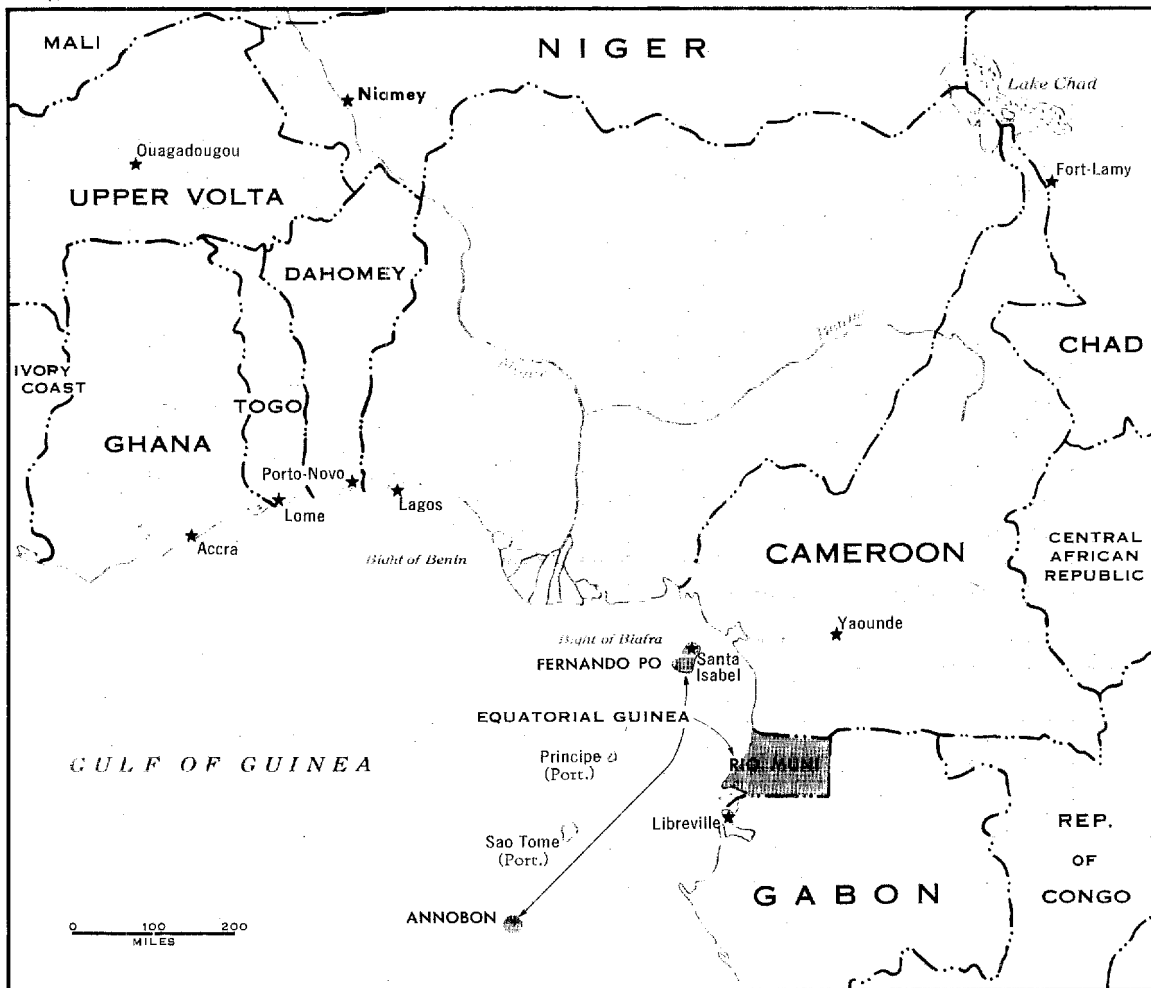 MALI
NIGER
Lake Chad
Niamey
Ouagadougou
Fort-Lamy
UPPER VOLTA
DAHOMEY
IVORY
COAST
CHAD
Niger
Benue
TOGO
GHANA
Porto-Novo
Lome
Lagos
Accra
Bight of Benin
CAMEROON
CENTRAL
AFRICAN
REPUBLIC
Yaounde
Bight of Biafra
FERNANDO PO
Santa
Isabel
EQUATORIAL GUINEA
GULF OF GUINEA
Principe
(Port.)
RIO MUNI
Libreville
Sao Tome
(Port.)
REP.
OF
CONGO
GABON
ANNOBON
0 100 200
MILES